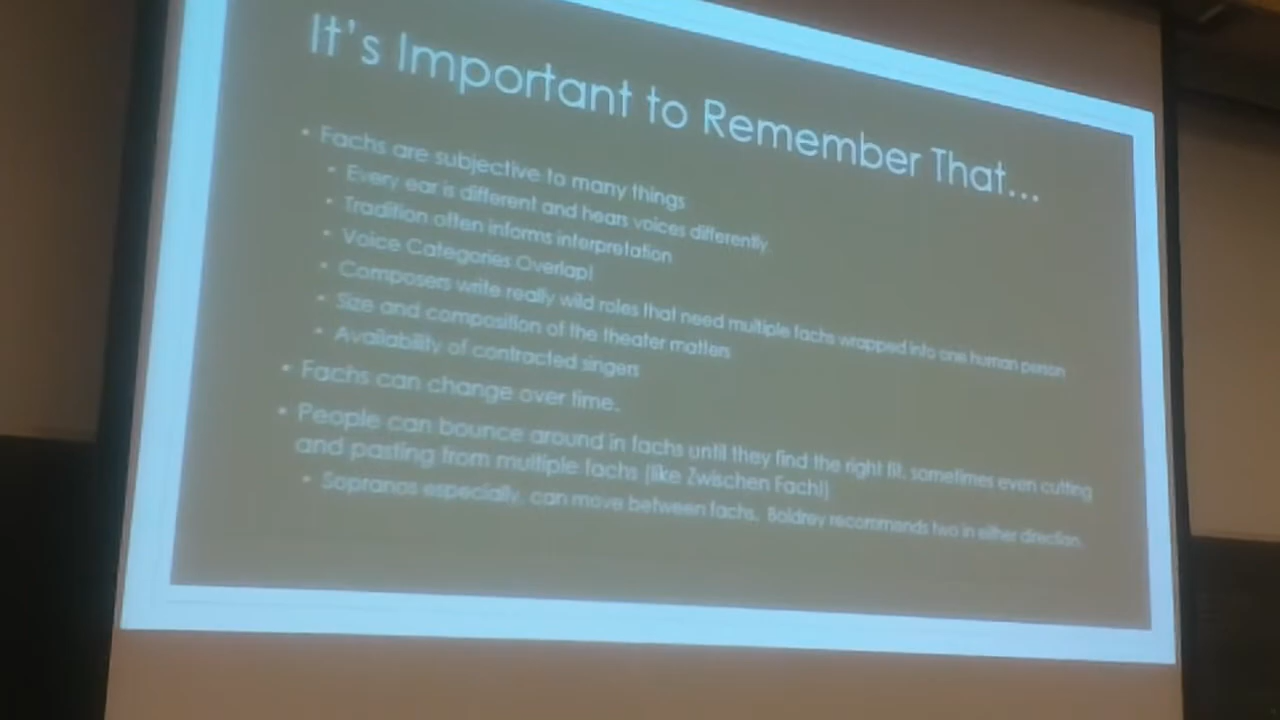 It's Important to Remember That...
• Fachs are subjective to many things
• Every ear is different and hears voices differently
• Tradition often informs interpretation
• Voice Categories Overlap!
• Composers write really wild roles that need multiple fachs wrapped into one human person
• Size and composition of the theater matters
• Availability of contracted singers
• Fachs can change over time.
• People can bounce around in fachs until they find the right fit, sometimes even cutting
and pasting from multiple fachs (like Zwischen Fach!)
• Sopranos especially, can move between fachs. Boldrey recommends two in either direction.